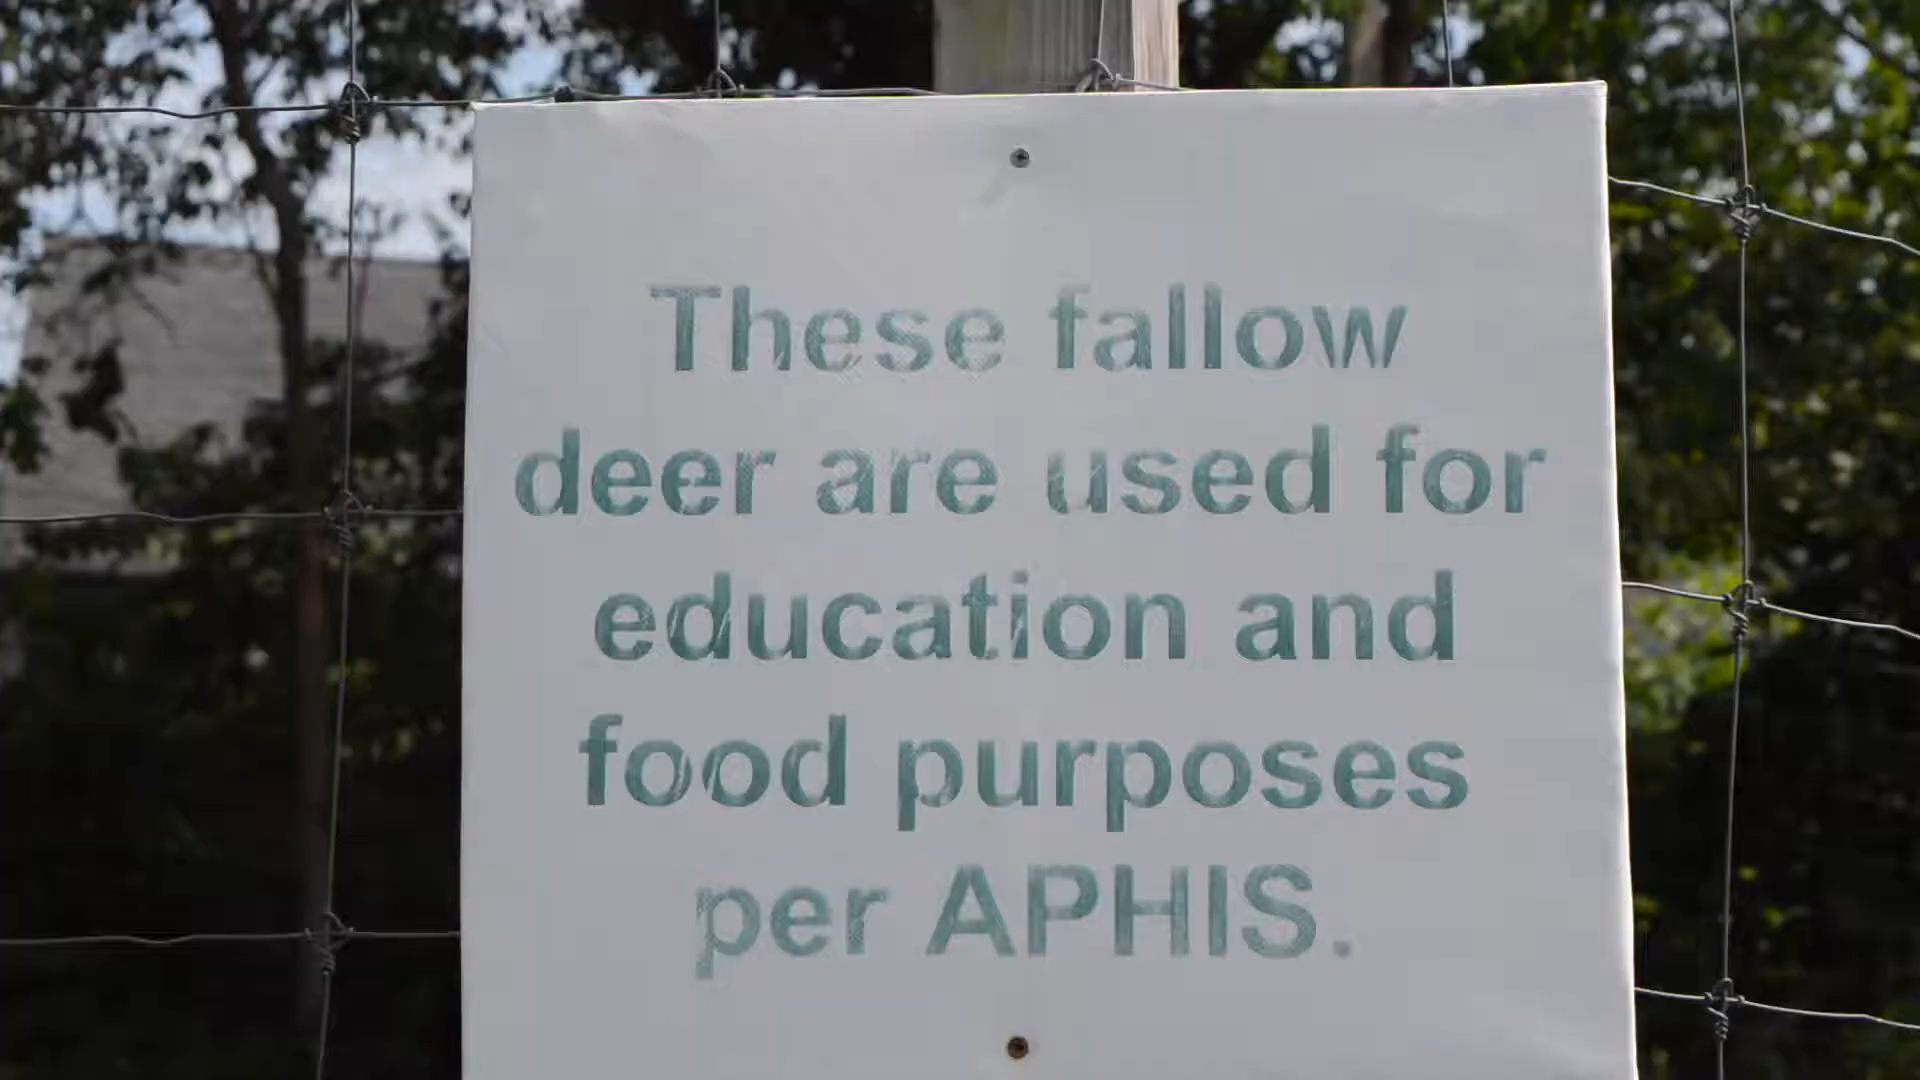 These fallow
deer are used for
education and
food purposes
per APHIS.